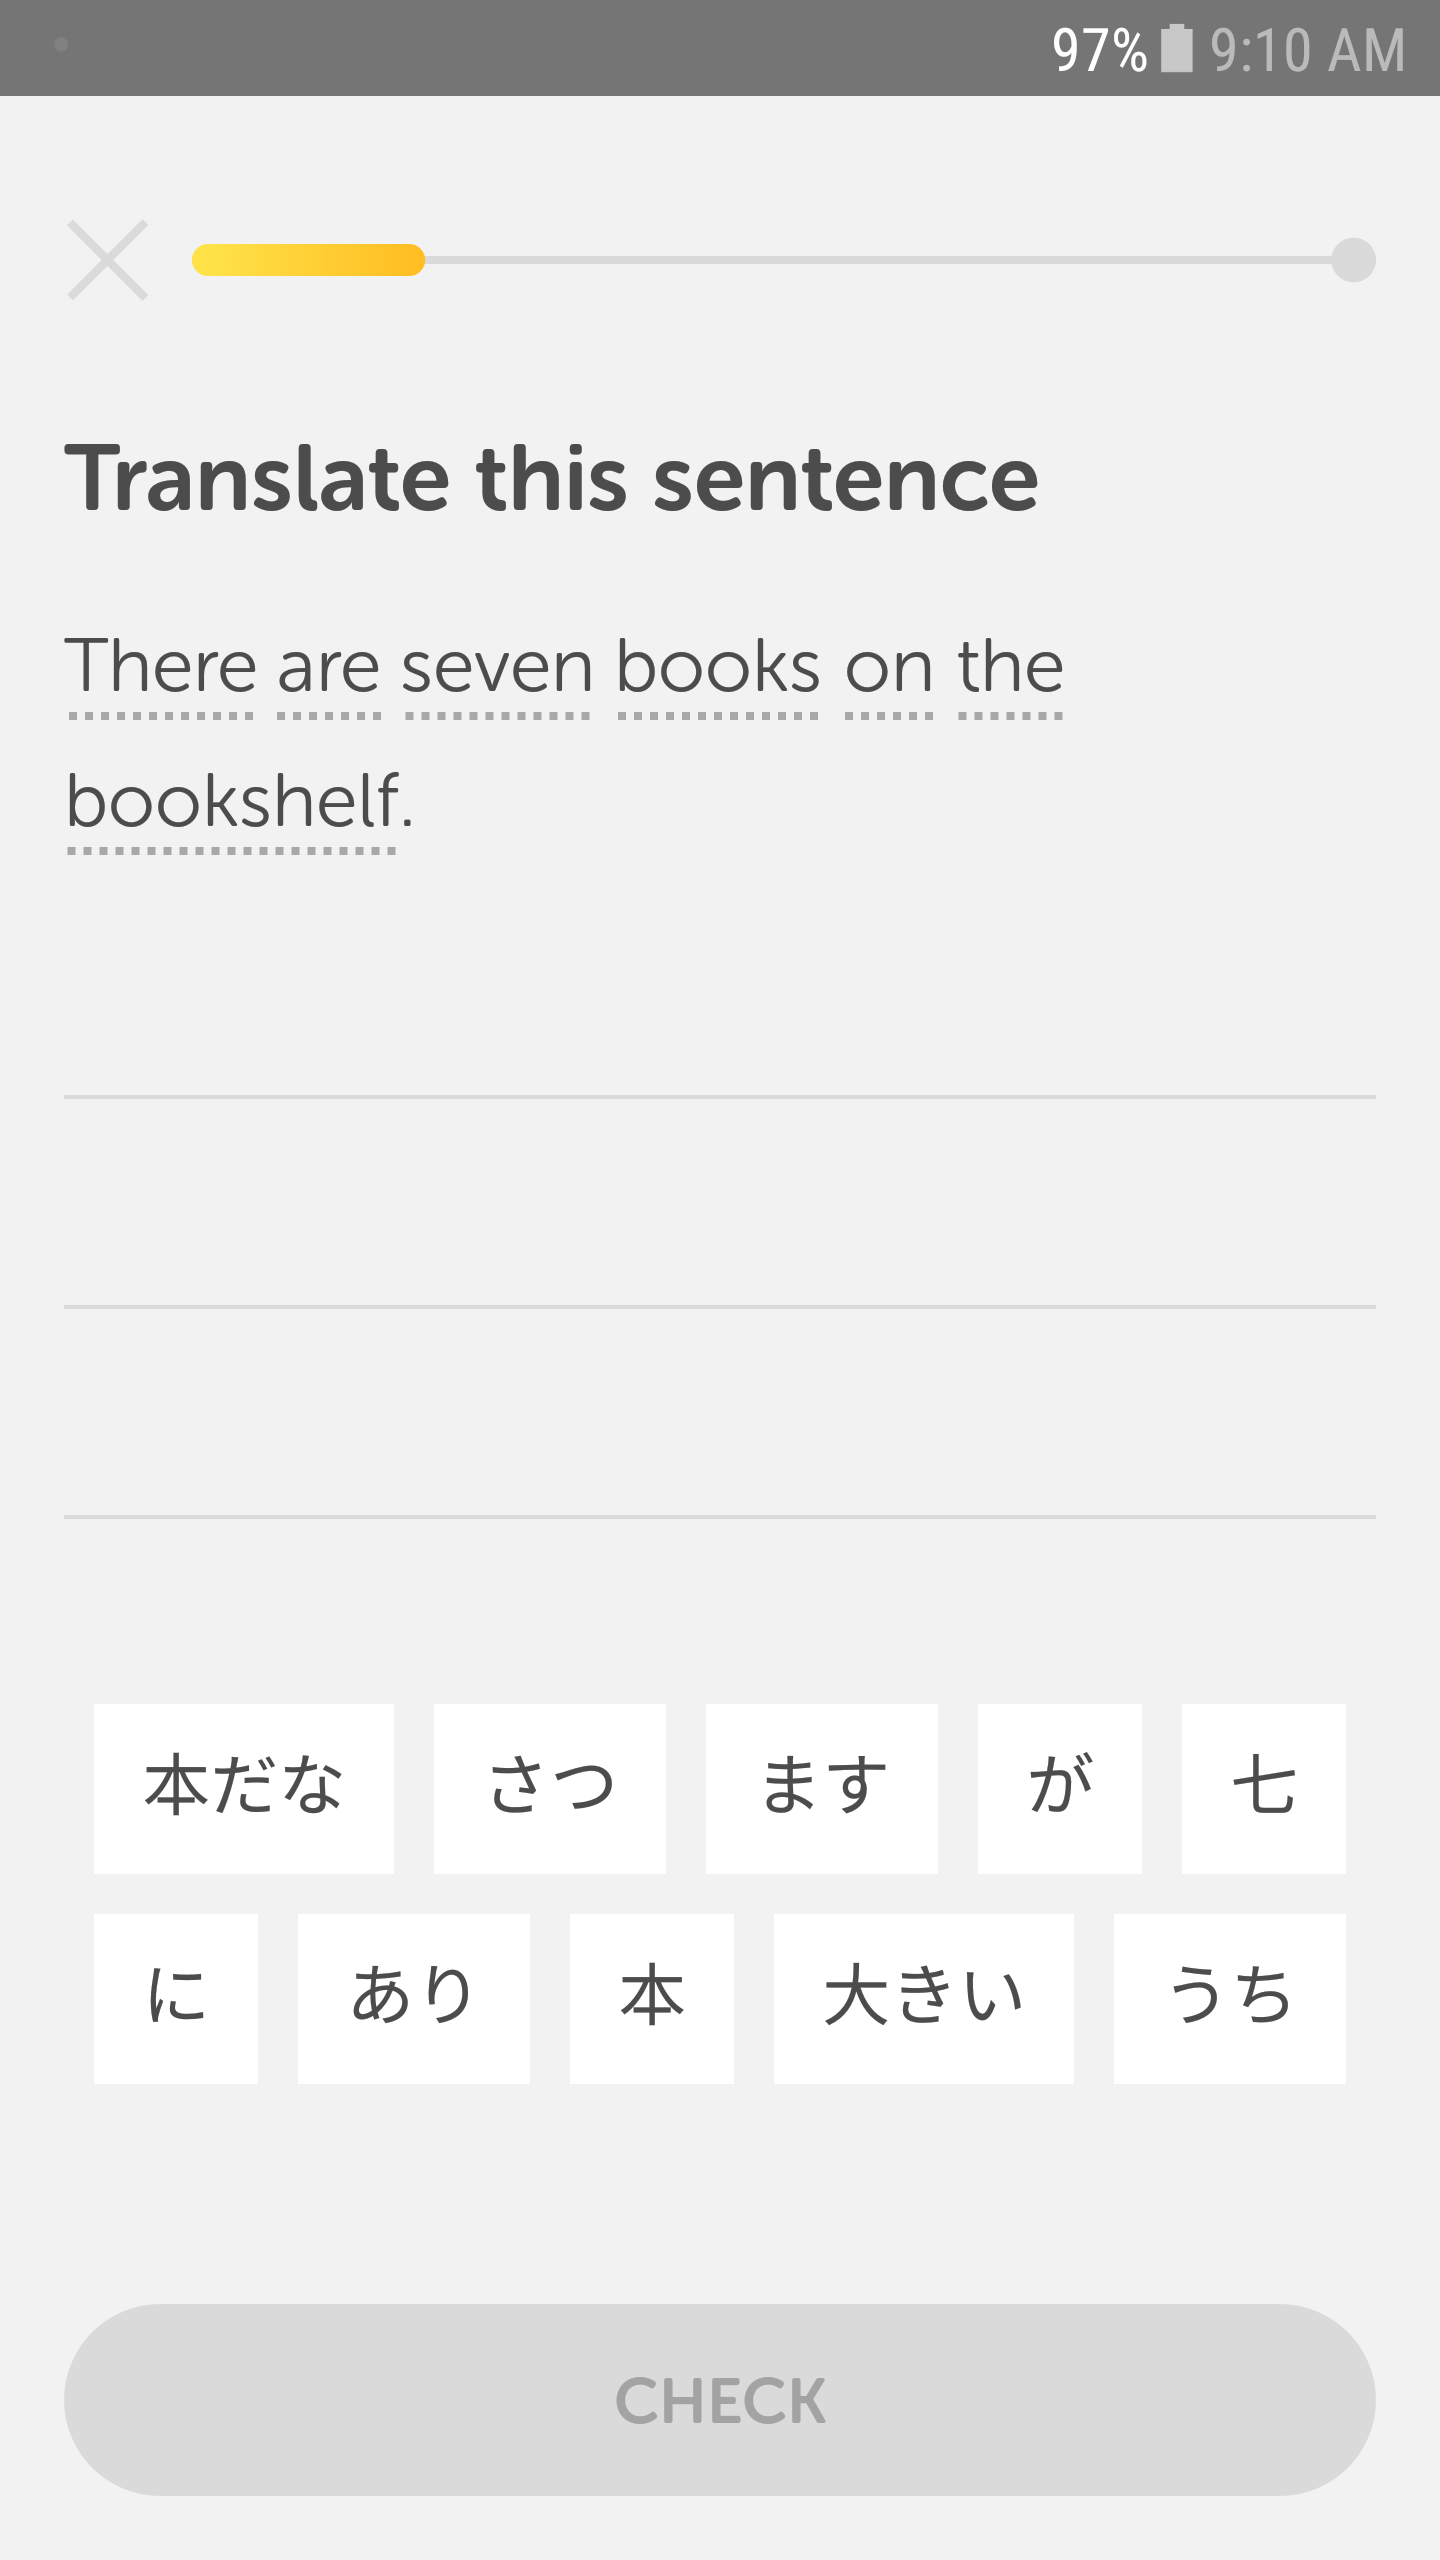 97% 9:10 AM
Translate this sentence
There are seven books on the
bookshelf.
本だな さつ ます が 七
に あり 本 大きい うち
CHECK